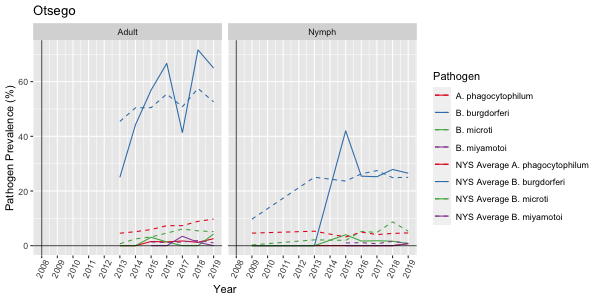 Otsego
Adult
Nymph
Pathogen Prevalence (%)
60
40
20
0
2008 2009 2010 2011 2012 2013 2014 2015 2016 2017 2018 2019
2008 2009 2010 2011 2012 2013 2014 2015 2016 2017 2018 2019
Year
Pathogen
A. phagocytophilum
B. burgdorferi
B. microti
B. miyamotoi
NYS Average A. phagocytophilum
NYS Average B. burgdorferi
NYS Average B. microti
NYS Average B. miyamotoi